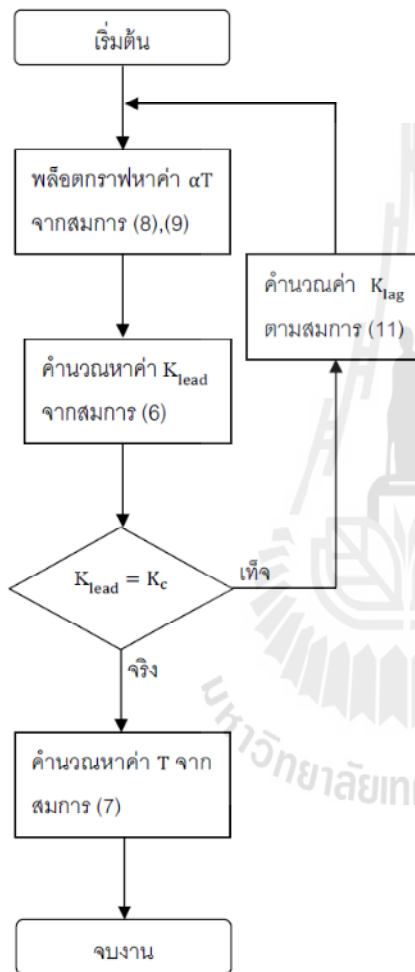 เริ่มต้น
พล็อตกราฟหาค่า αT
จากสมการ (8),(9)
คำนวณค่า K_lag
ตามสมการ (11)
คำนวณหาค่า K_lead
จากสมการ (6)
K_lead = K_c
เท็จ
จริง
คำนวณหาค่า T จาก
สมการ (7)
จบงาน